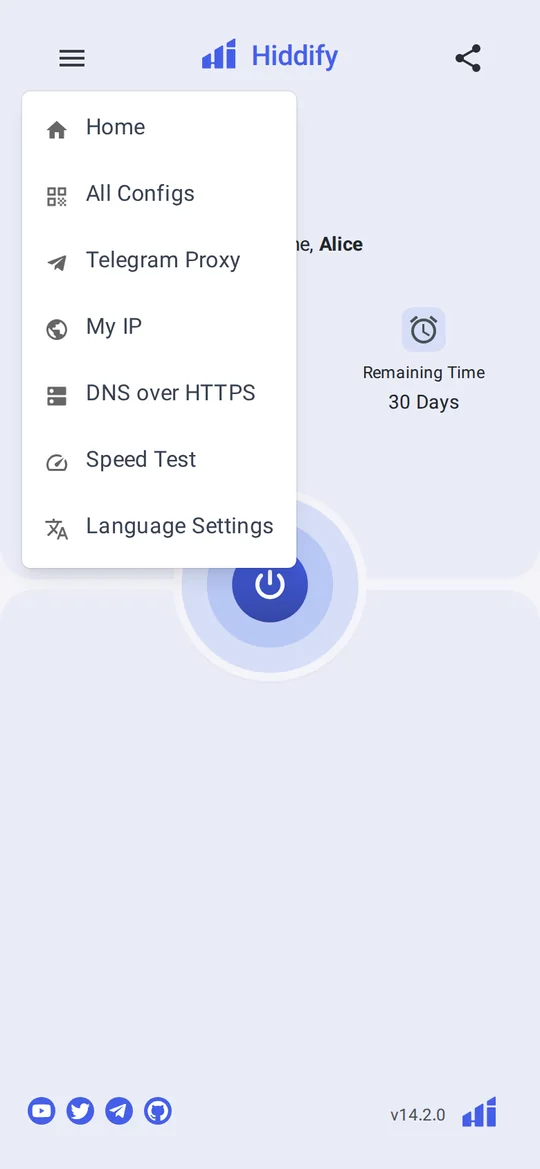 Hiddify
Home
All Configs
Telegram Proxy
My IP
DNS over HTTPS
Speed Test
Language Settings
Alice
Remaining Time
30 Days
v14.2.0